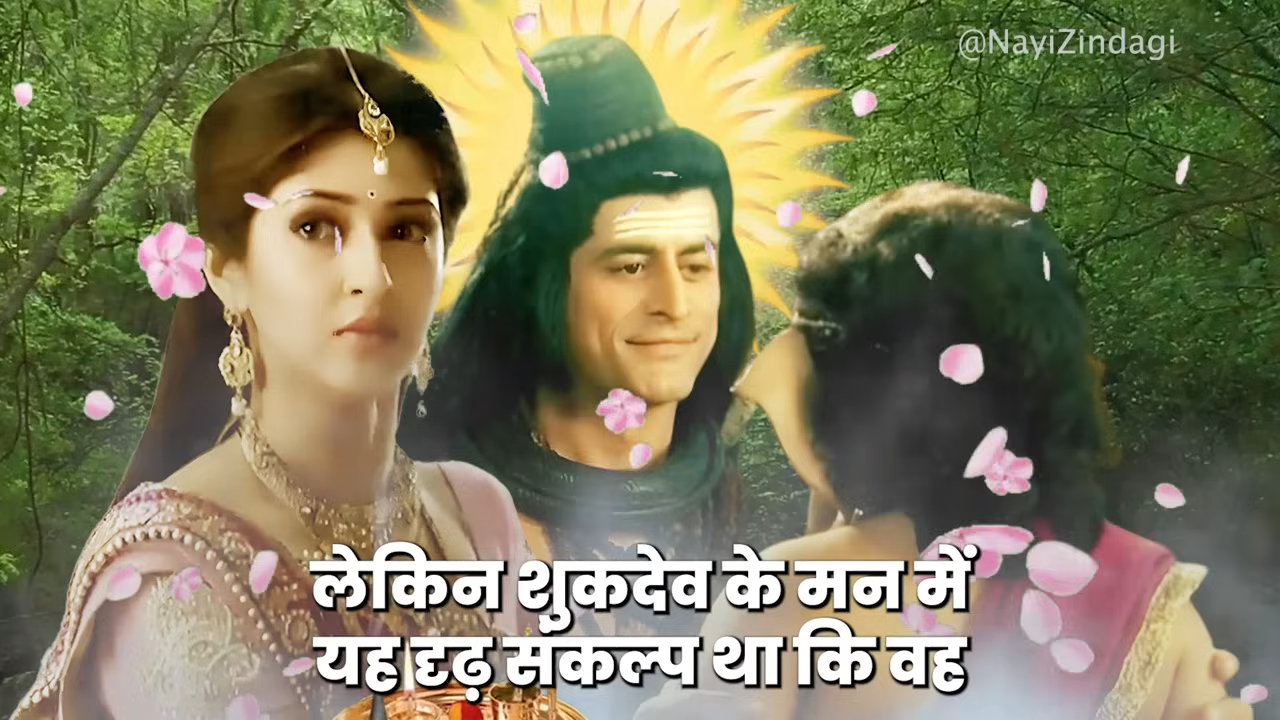 @NayiZindagi
लेकिन शुकदेव के मन में
यह दृढ़ संकल्प था कि वह